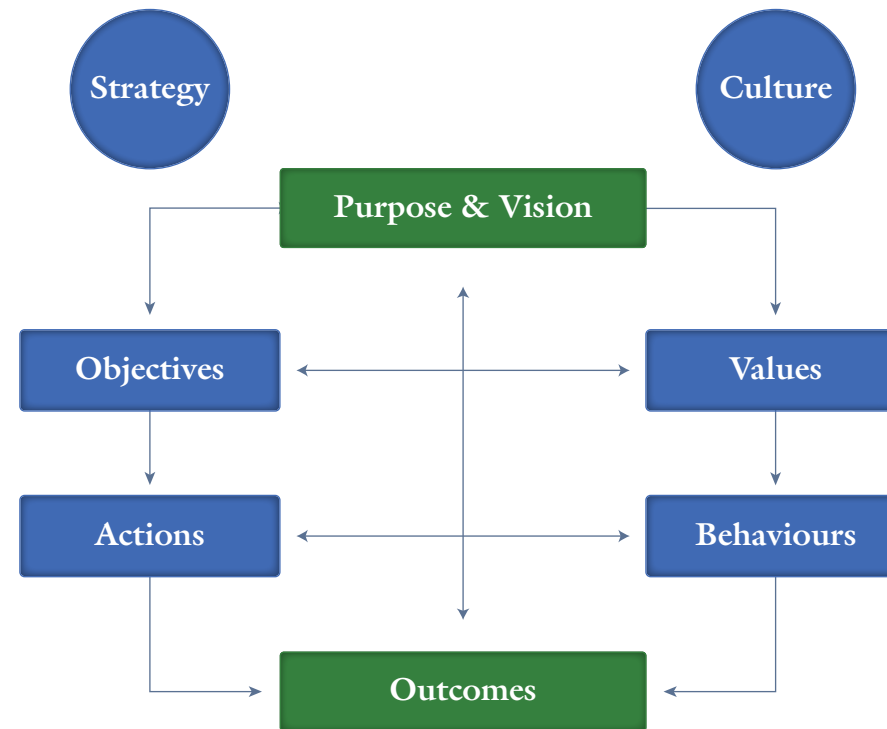 Strategy
Culture
Purpose & Vision
Objectives
Values
Actions
Behaviours
Outcomes